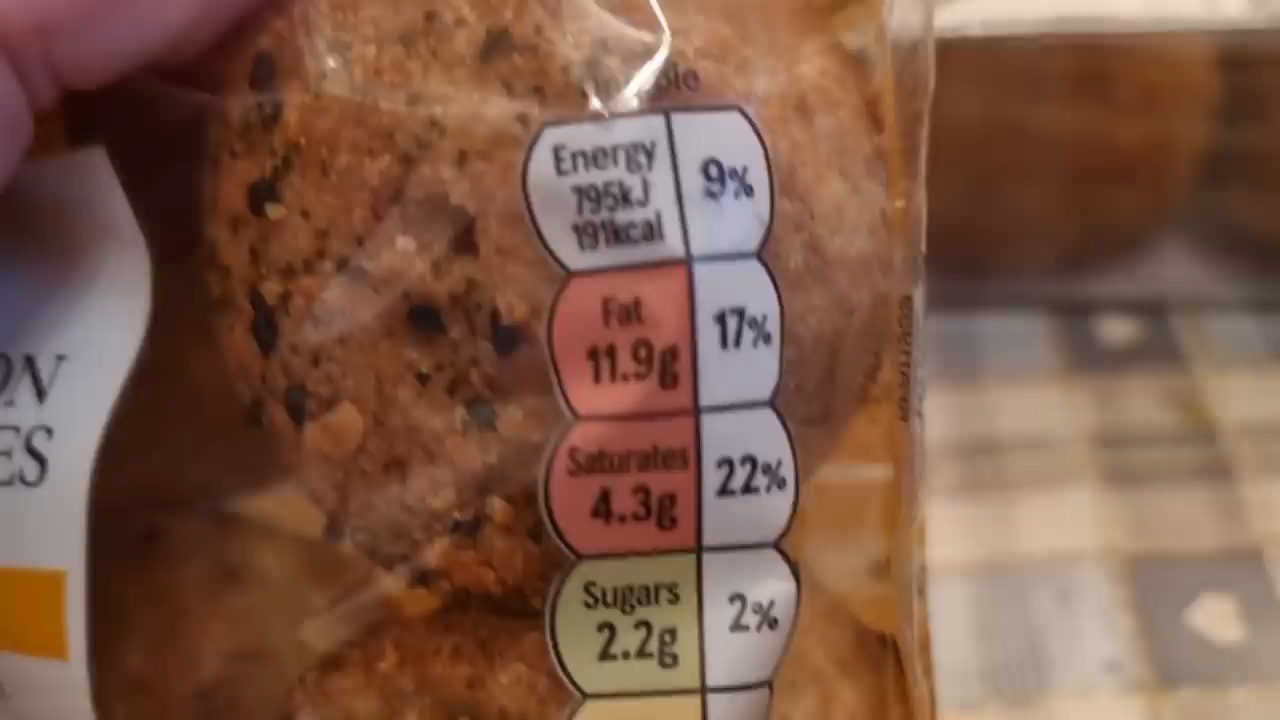 Energy
795kJ
191kcal
9%
Fat
11.9g
17%
Saturates
4.3g
22%
Sugars
2.2g
2%